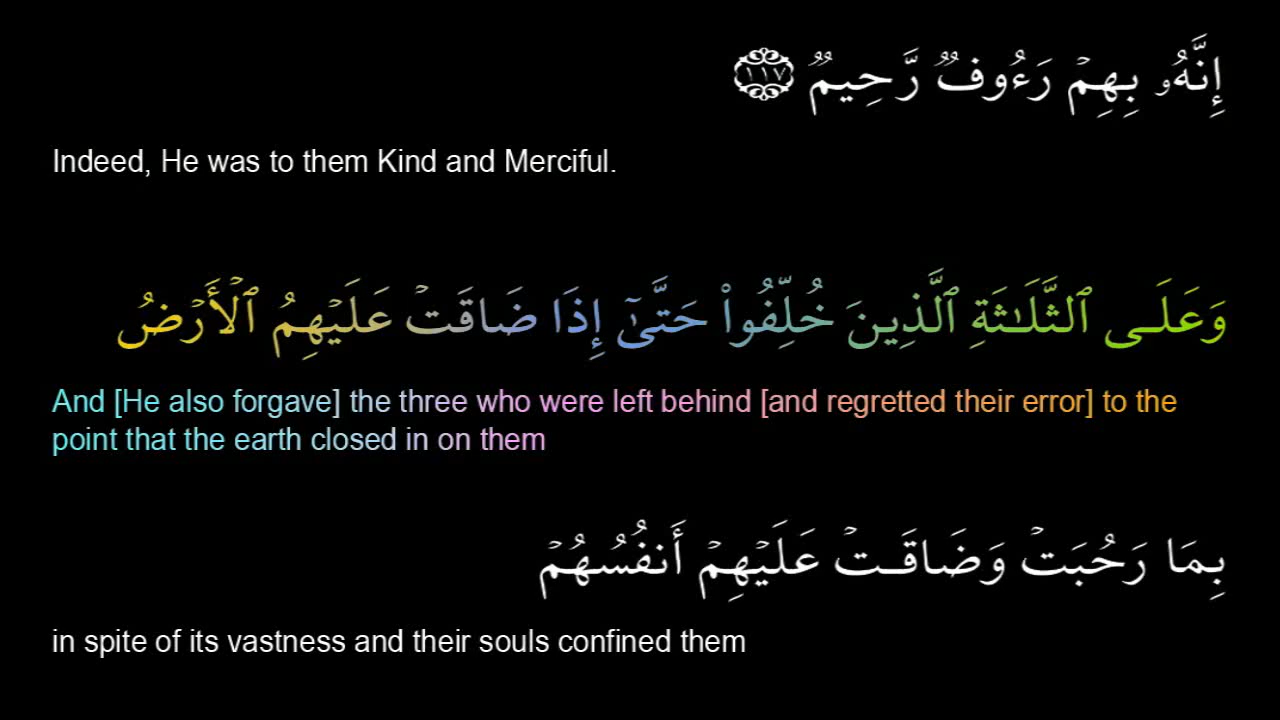 إِنَّهُۥ بِهِمۡ رَءُوفٞ رَّحِيمٞ ١١٧
Indeed, He was to them Kind and Merciful.
وَعَلَى ٱلثَّلَٰثَةِ ٱلَّذِينَ خُلِّفُواْ حَتَّىٰٓ إِذَا ضَاقَتۡ عَلَيۡهِمُ ٱلۡأَرۡضُ
And [He also forgave] the three who were left behind [and regretted their error] to the
point that the earth closed in on them
بِمَا رَحُبَتۡ وَضَاقَتۡ عَلَيۡهِمۡ أَنفُسُهُمۡ
in spite of its vastness and their souls confined them